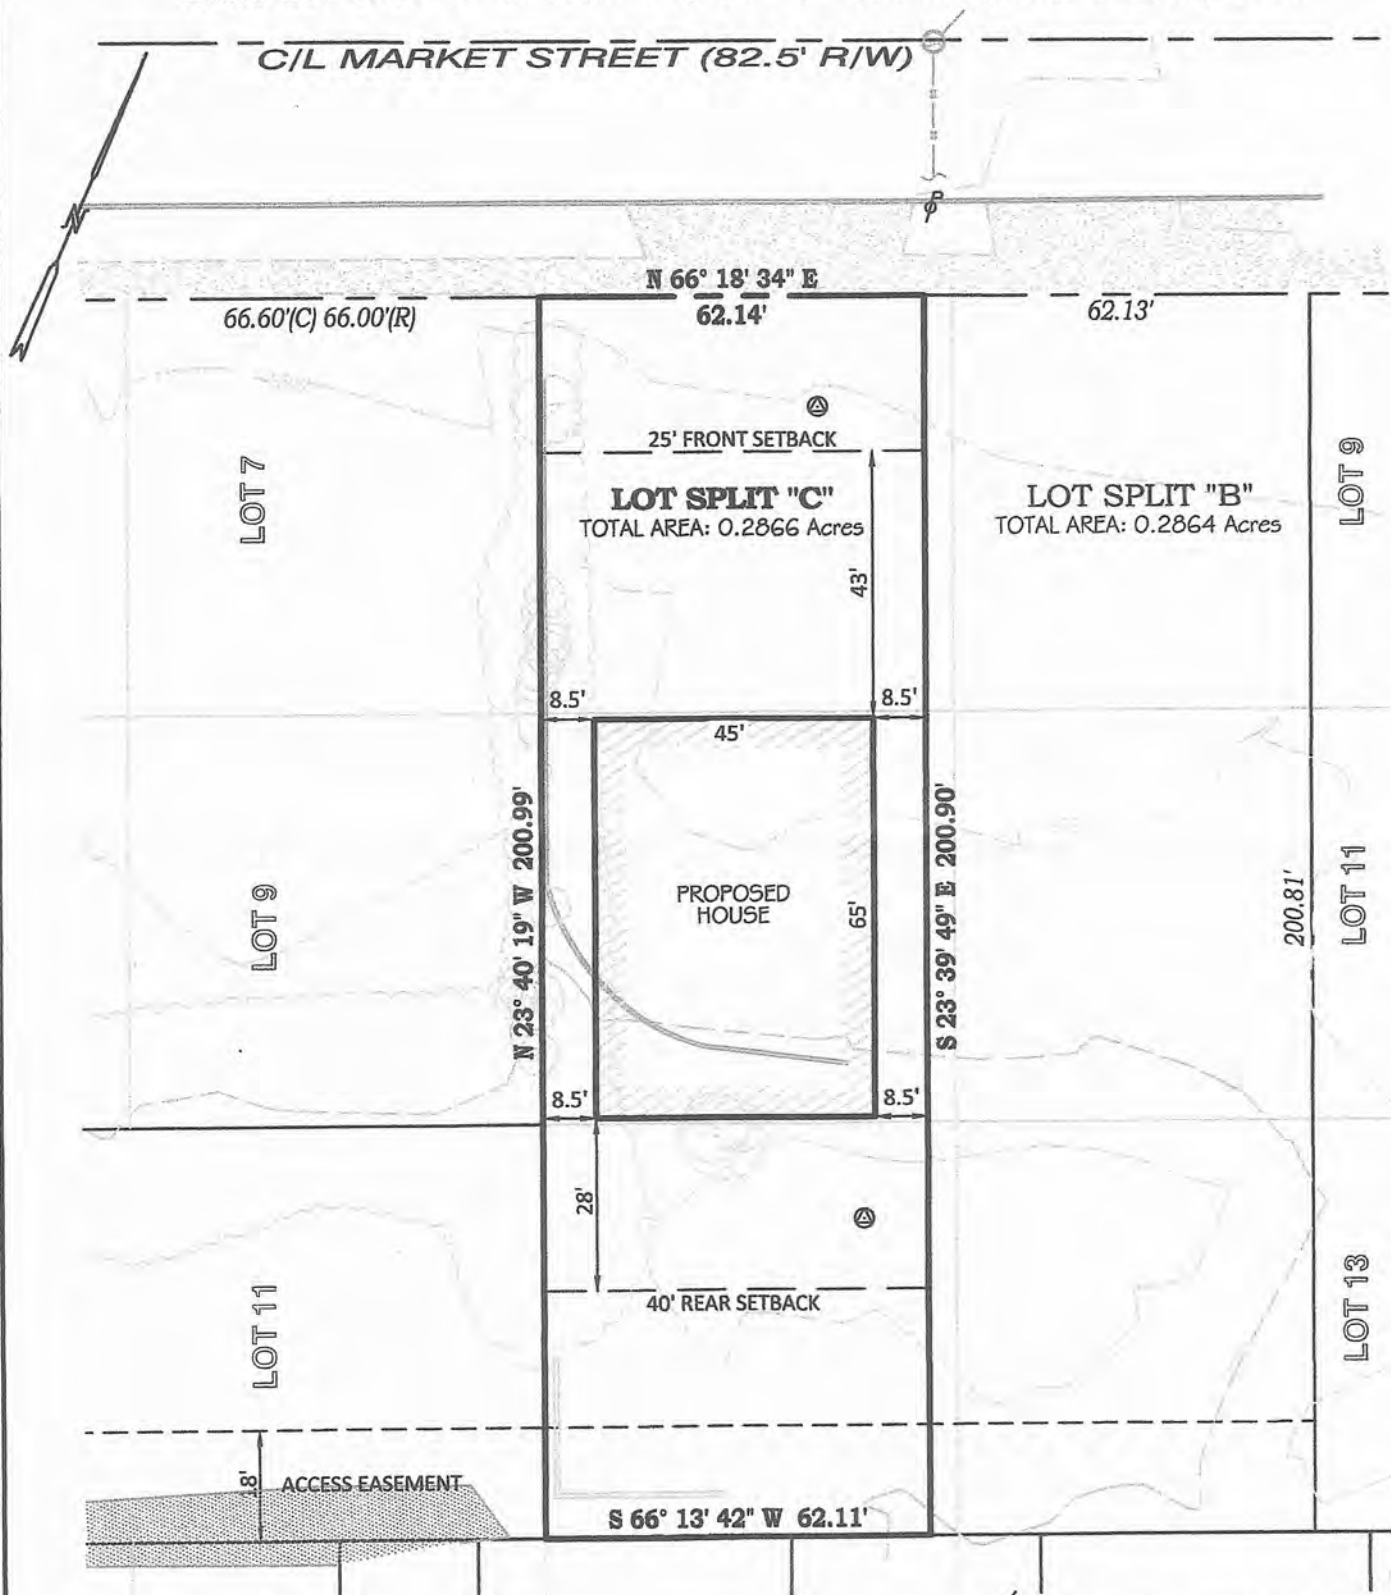 C/L MARKET STREET (82.5' R/W)
N
P
N 66° 18' 34" E
66.60'(C) 66.00'(R)
62.14'
62.13'
25' FRONT SETBACK
LOT 7
LOT SPLIT "C"
TOTAL AREA: 0.2866 Acres
LOT SPLIT "B"
TOTAL AREA: 0.2864 Acres
LOT 9
43'
8.5'
8.5'
45'
N 23° 40' 19" W 200.99'
PROPOSED
HOUSE
65'
S 23° 39' 49" E 200.90'
200.81'
LOT 9
LOT 11
8.5'
8.5'
28'
40' REAR SETBACK
LOT 11
LOT 13
18'
ACCESS EASEMENT
S 66° 13' 42" W 62.11'